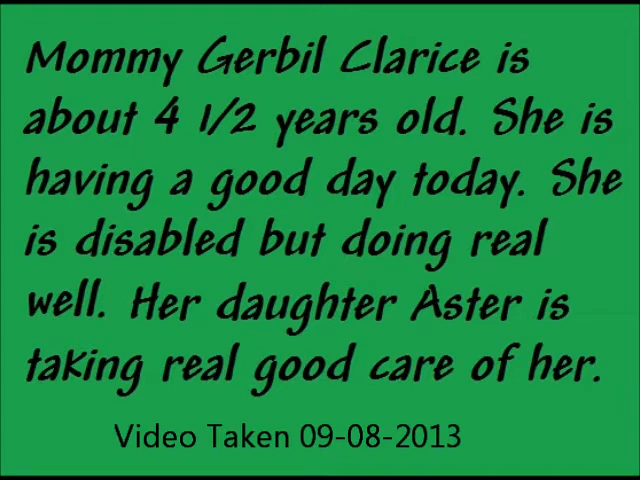 Mommy Gerbil Clarice is
about 4 1/2 years old. She is
having a good day today. She
is disabled but doing real
well. Her daughter Aster is
taking real good care of her.
Video Taken 09-08-2013